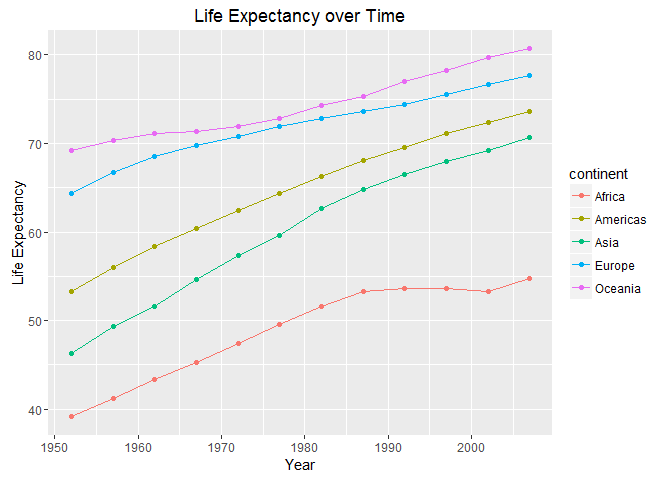 Life Expectancy over Time
Life Expectancy
80
70
60
50
40
1950 1960 1970 1980 1990 2000
Year
continent
Africa
Americas
Asia
Europe
Oceania